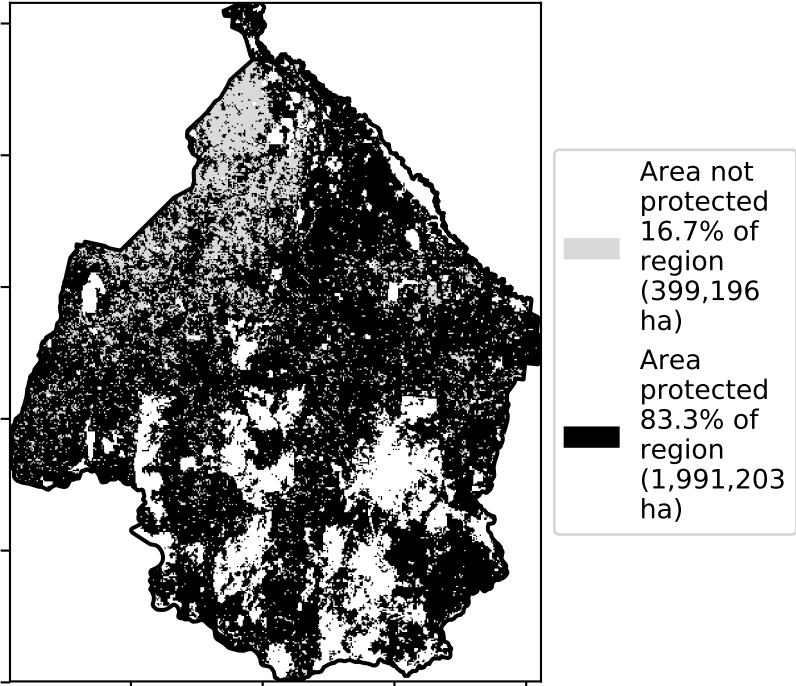 Area not
protected
16.7% of
region
(399,196
ha)
Area
protected
83.3% of
region
(1,991,203
ha)